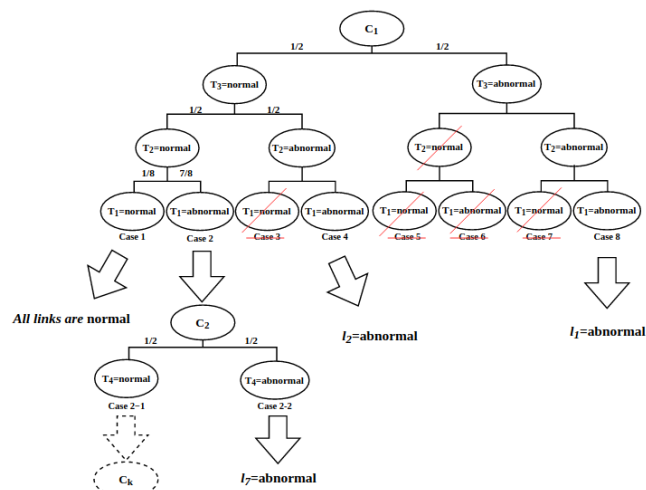 C1
1/2 1/2
T3=normal T3=abnormal
1/2 1/2
T2=normal T2=abnormal T2=normal T2=abnormal
1/8 7/8
T1=normal T1=abnormal T1=normal T1=abnormal T1=normal T1=abnormal T1=normal T1=abnormal
Case 1 Case 2 Case 3 Case 4 Case 5 Case 6 Case 7 Case 8
All links are normal
C2
l2=abnormal
l1=abnormal
1/2 1/2
T4=normal T4=abnormal
Case 2−1 Case 2-2
Ck
l7=abnormal